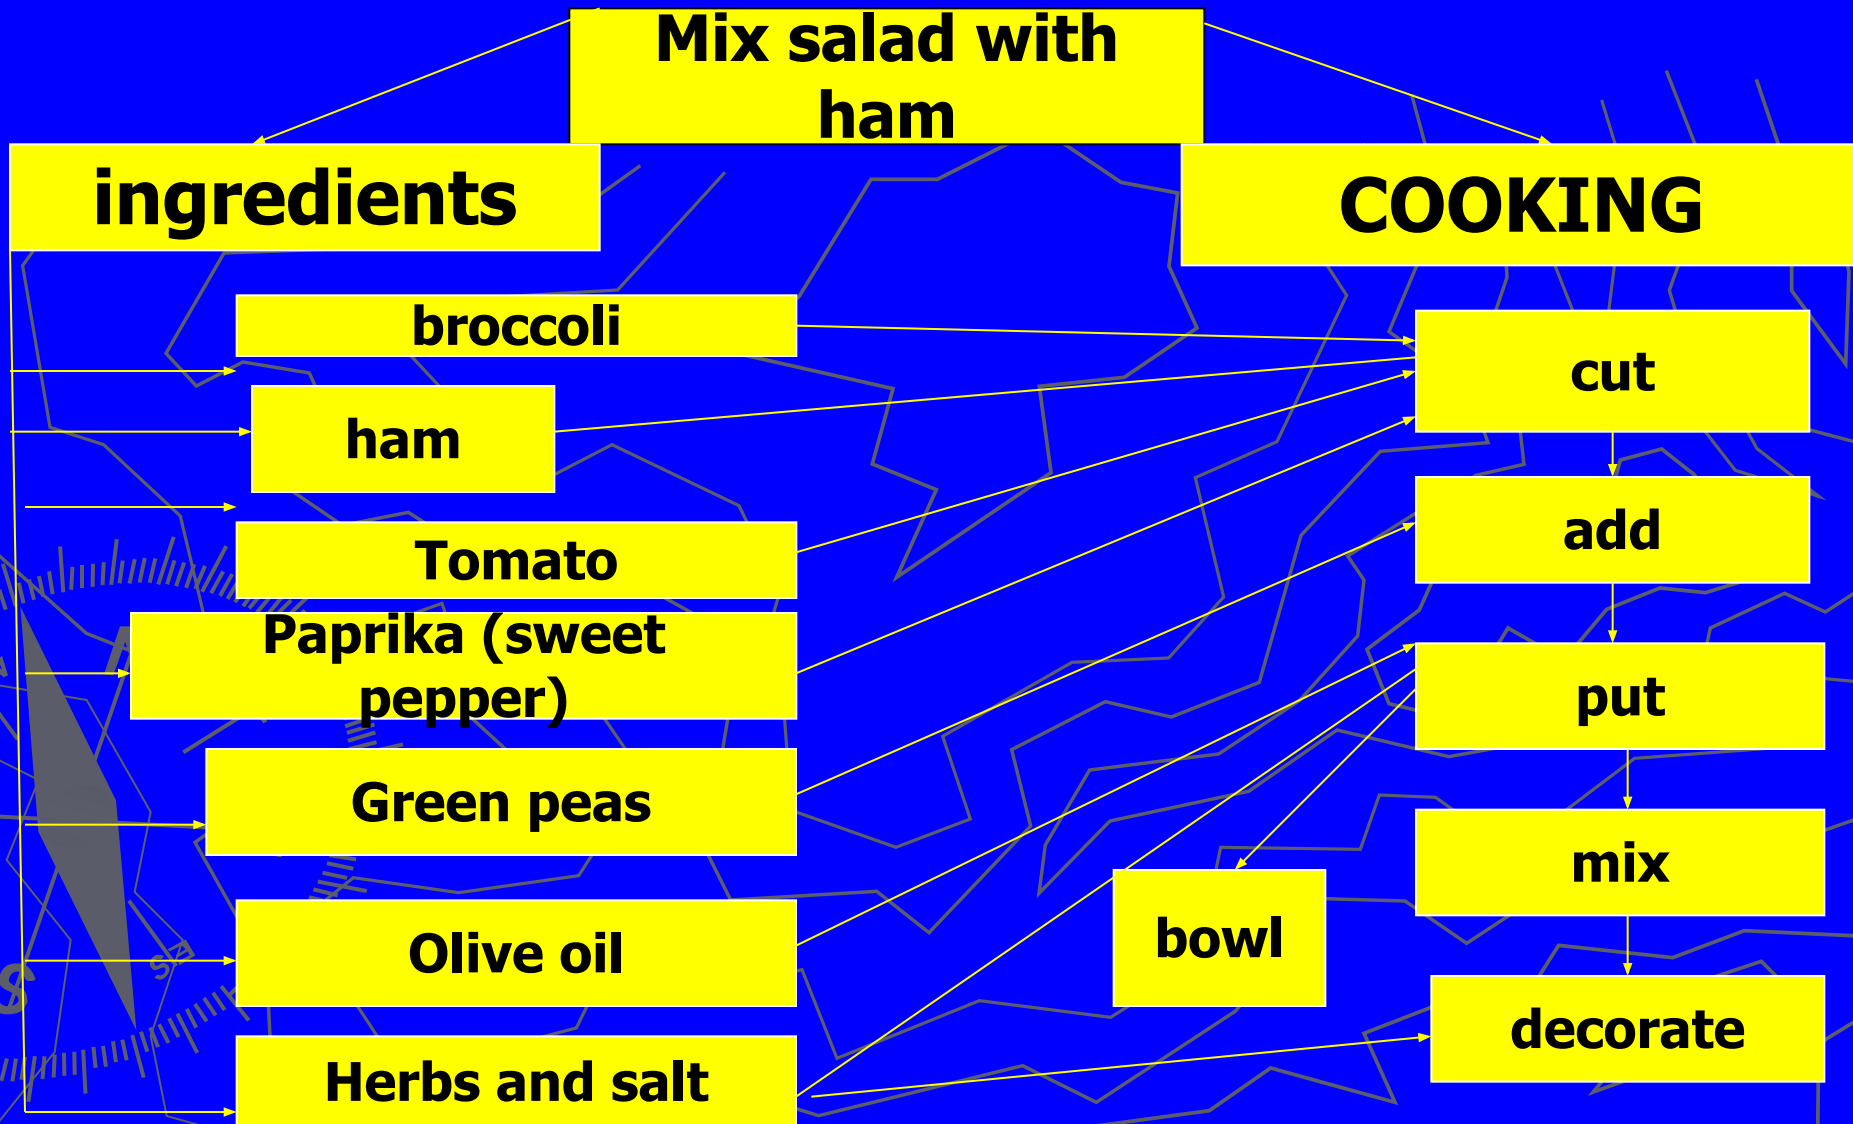 Mix salad with
ham
ingredients
COOKING
broccoli
ham
Tomato
Paprika (sweet
pepper)
Green peas
Olive oil
Herbs and salt
cut
add
put
mix
bowl
decorate
S